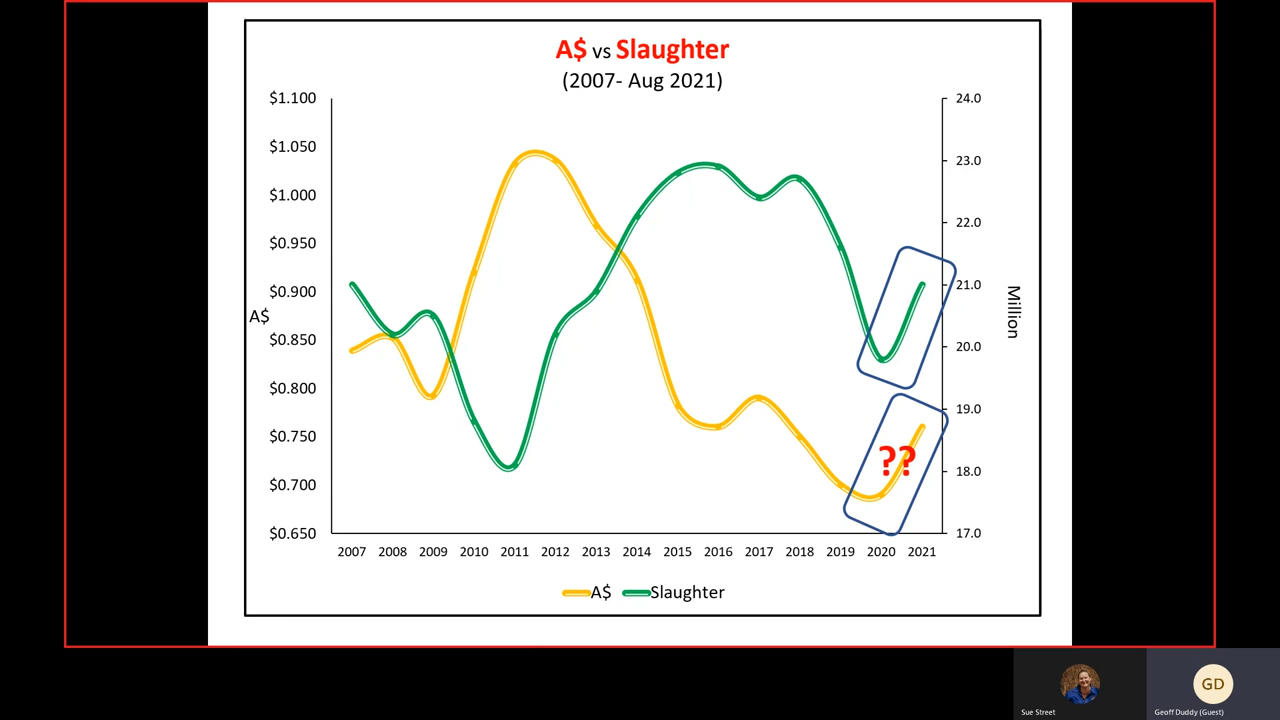 A$ vs Slaughter
(2007- Aug 2021)
$1.100
$1.050
$1.000
$0.950
$0.900
$0.850
$0.800
$0.750
$0.700
$0.650
A$
24.0
23.0
22.0
21.0
20.0
19.0
18.0
17.0
Million
??
2007 2008 2009 2010 2011 2012 2013 2014 2015 2016 2017 2018 2019 2020 2021
A$ Slaughter
Sue Street
GD
Geoff Duddy (Guest)